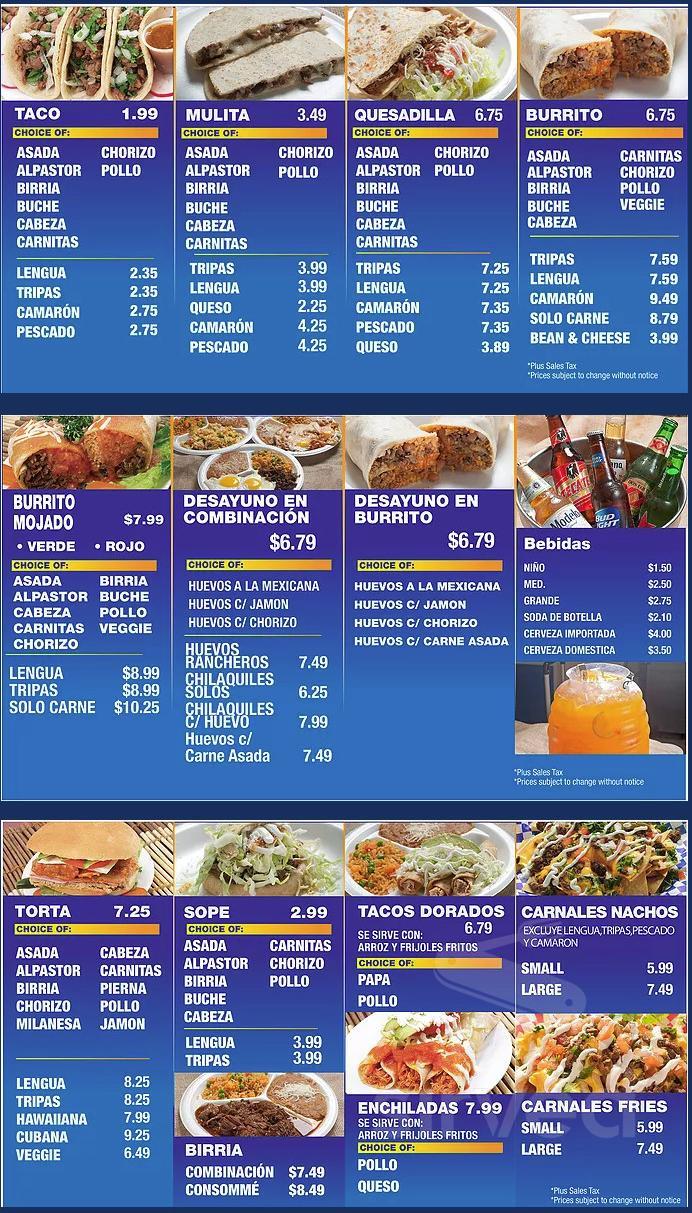 TACO 1.99
CHOICE OF:
ASADA CHORIZO
ALPASTOR POLLO
BIRRIA
BUCHE
CABEZA
CARNITAS
LENGUA 2.35
TRIPAS 2.35
CAMARÓN 2.75
PESCADO 2.75
MULITA 3.49
CHOICE OF:
ASADA CHORIZO
ALPASTOR POLLO
BIRRIA
BUCHE
CABEZA
CARNITAS
TRIPAS 3.99
LENGUA 3.99
QUESO 2.25
CAMARÓN 4.25
PESCADO 4.25
QUESADILLA 6.75
CHOICE OF:
ASADA CHORIZO
ALPASTOR POLLO
BIRRIA
BUCHE
CABEZA
CARNITAS
TRIPAS 7.25
LENGUA 7.25
CAMARÓN 7.35
PESCADO 7.35
QUESO 3.89
BURRITO 6.75
CHOICE OF:
ASADA CARNITAS
ALPASTOR CHORIZO
BIRRIA POLLO
BUCHE VEGGIE
CABEZA
TRIPAS 7.59
LENGUA 7.59
CAMARÓN 9.49
SOLO CARNE 8.79
BEAN & CHEESE 3.99
*Plus Sales Tax
*Prices subject to change without notice
BURRITO
MOJADO $7.99
• VERDE • ROJO
CHOICE OF:
ASADA BIRRIA
ALPASTOR BUCHE
CABEZA POLLO
CARNITAS VEGGIE
CHORIZO
LENGUA $8.99
TRIPAS $8.99
SOLO CARNE $10.25
DESAYUNO EN
COMBINACIÓN
$6.79
CHOICE OF:
HUEVOS A LA MEXICANA
HUEVOS C/ JAMON
HUEVOS C/ CHORIZO
HUEVOS
RANCHEROS 7.49
CHILAQUILES
SOLOS 6.25
CHILAQUILES
C/ HUEVO 7.99
Huevos c/
Carne Asada 7.49
DESAYUNO EN
BURRITO
$6.79
CHOICE OF:
HUEVOS A LA MEXICANA
HUEVOS C/ JAMON
HUEVOS C/ CHORIZO
HUEVOS C/ CARNE ASADA
TECATE
Modelo
BUD LIGHT
Bebidas
NIÑO $1.50
MED. $2.50
GRANDE $2.75
SODA DE BOTELLA $2.10
CERVEZA IMPORTADA $4.00
CERVEZA DOMESTICA $3.50
*Plus Sales Tax
*Prices subject to change without notice
TORTA 7.25
CHOICE OF:
ASADA CABEZA
ALPASTOR CARNITAS
BIRRIA PIERNA
CHORIZO POLLO
MILANESA JAMON
LENGUA 8.25
TRIPAS 8.25
HAWAIIANA 7.99
CUBANA 9.25
VEGGIE 6.49
SOPE 2.99
CHOICE OF:
ASADA CARNITAS
ALPASTOR CHORIZO
BIRRIA POLLO
BUCHE
CABEZA
LENGUA 3.99
TRIPAS 3.99
BIRRIA
COMBINACIÓN $7.49
CONSOMMÉ $8.49
TACOS DORADOS
6.79
SE SIRVE CON:
ARROZ Y FRIJOLES FRITOS
CHOICE OF:
PAPA
POLLO
ENCHILADAS 7.99
SE SIRVE CON:
ARROZ Y FRIJOLES FRITOS
CHOICE OF:
POLLO
QUESO
CARNALES NACHOS
EXCLUYE LENGUA,TRIPAS,PESCADO
Y CAMARON
SMALL 5.99
LARGE 7.49
CARNALES FRIES
SMALL 5.99
LARGE 7.49
*Plus Sales Tax
*Prices subject to change without notice
sirved